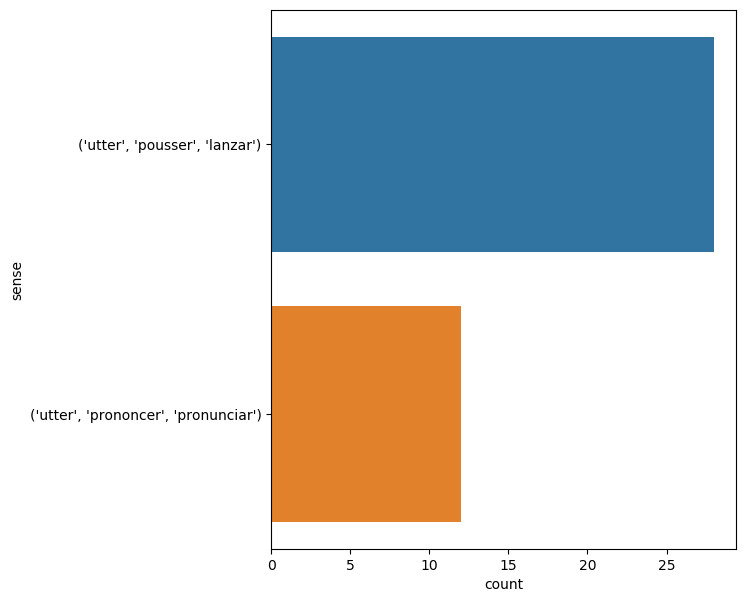 sense
('utter', 'pousser', 'lanzar')
('utter', 'prononcer', 'pronunciar')
0 5 10 15 20 25
count